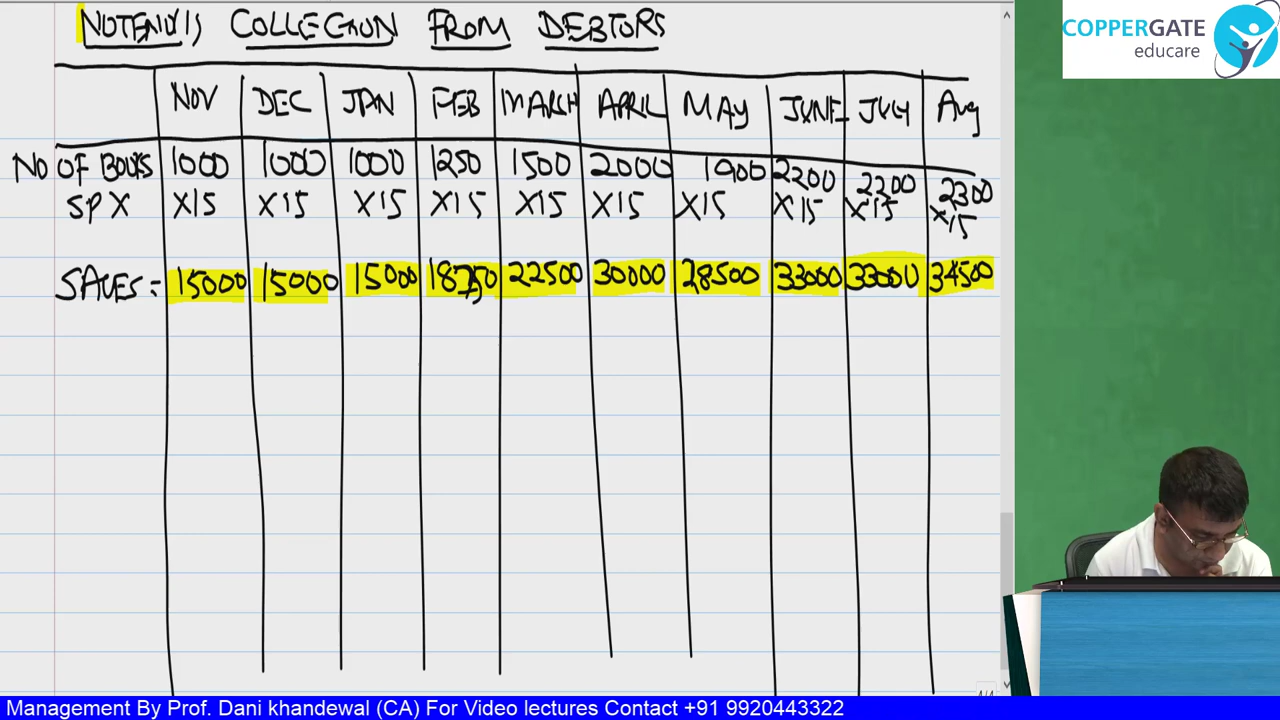 NOTENO 1: COLLECTION FROM DEBTORS
COPPERGATE
educare
NOV DEC JAN FEB MARCH APRIL MAY JUNE JULY Aug
NO OF BOOKS 1000 1000 1000 1250 1500 2000 1900 2200 2200 2300
SP X X15 X15 X15 X15 X15 X15 X15 X15 X15 X15
SALES = 15000 15000 15000 18750 22500 30000 28500 33000 33000 34500
Management By Prof. Dani khandewal (CA) For Video lectures Contact +91 9920443322